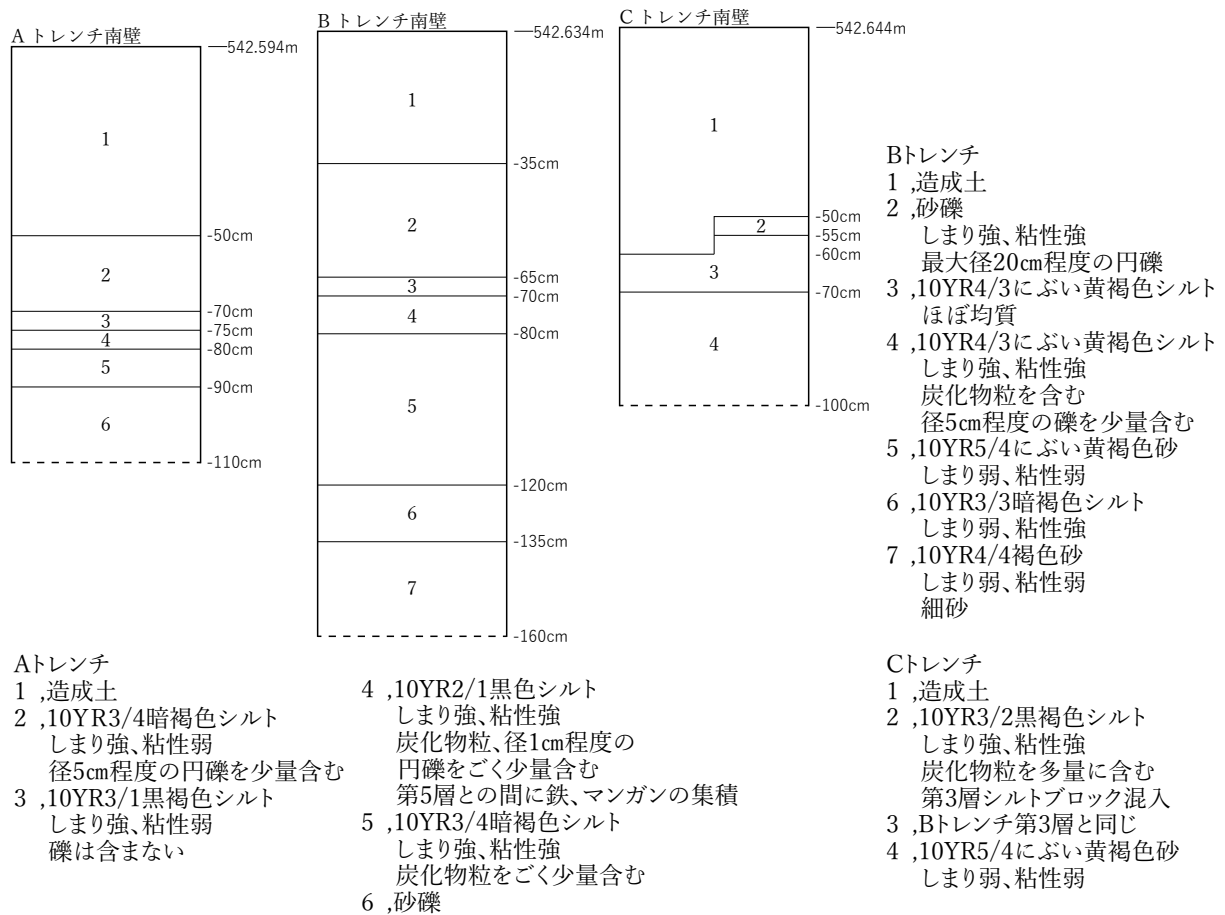 A トレンチ南壁
542.594m
1
-50cm
2
-70cm
3
-75cm
4
-80cm
5
-90cm
6
-110cm
B トレンチ南壁
542.634m
1
-35cm
2
-65cm
3
-70cm
4
-80cm
5
-120cm
6
-135cm
7
-160cm
C トレンチ南壁
542.644m
1
-50cm
2
-55cm
-60cm
3
-70cm
4
-100cm
Bトレンチ
1 ,造成土
2 ,砂礫
しまり強、粘性強
最大径20㎝程度の円礫
3 ,10YR4/3にぶい黄褐色シルト
ほぼ均質
4 ,10YR4/3にぶい黄褐色シルト
しまり強、粘性強
炭化物粒を含む
径5㎝程度の礫を少量含む
5 ,10YR5/4にぶい黄褐色砂
しまり弱、粘性弱
6 ,10YR3/3暗褐色シルト
しまり弱、粘性強
7 ,10YR4/4褐色砂
しまり弱、粘性弱
細砂
Aトレンチ
1 ,造成土
2 ,10YR3/4暗褐色シルト
しまり強、粘性弱
径5㎝程度の円礫を少量含む
3 ,10YR3/1黒褐色シルト
しまり強、粘性弱
礫は含まない
4 ,10YR2/1黒色シルト
しまり強、粘性強
炭化物粒、径1㎝程度の
円礫をごく少量含む
第5層との間に鉄、マンガンの集積
5 ,10YR3/4暗褐色シルト
しまり強、粘性強
炭化物粒をごく少量含む
6 ,砂礫
Cトレンチ
1 ,造成土
2 ,10YR3/2黒褐色シルト
しまり強、粘性強
炭化物粒を多量に含む
第3層シルトブロック混入
3 ,Bトレンチ第3層と同じ
4 ,10YR5/4にぶい黄褐色砂
しまり弱、粘性弱